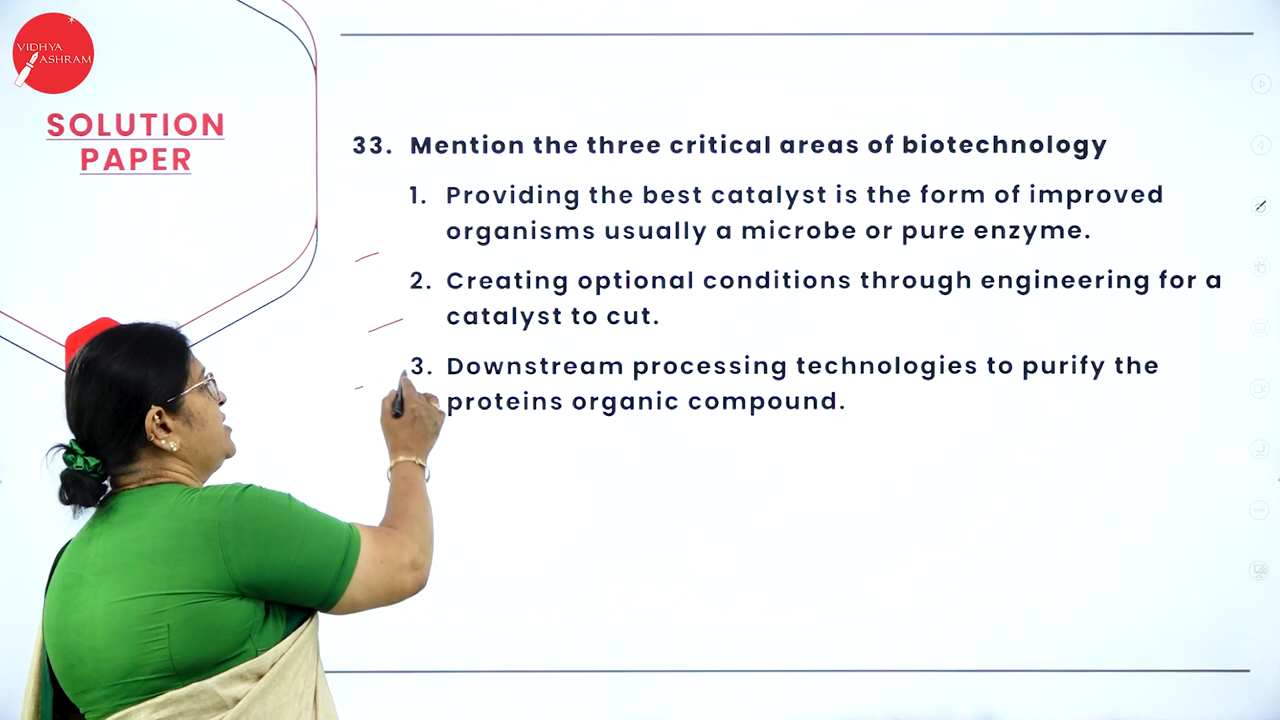 VIDHYA
ASHRAM
SOLUTION
PAPER
33. Mention the three critical areas of biotechnology
1. Providing the best catalyst is the form of improved
organisms usually a microbe or pure enzyme.
2. Creating optional conditions through engineering for a
catalyst to cut.
3. Downstream processing technologies to purify the
proteins organic compound.